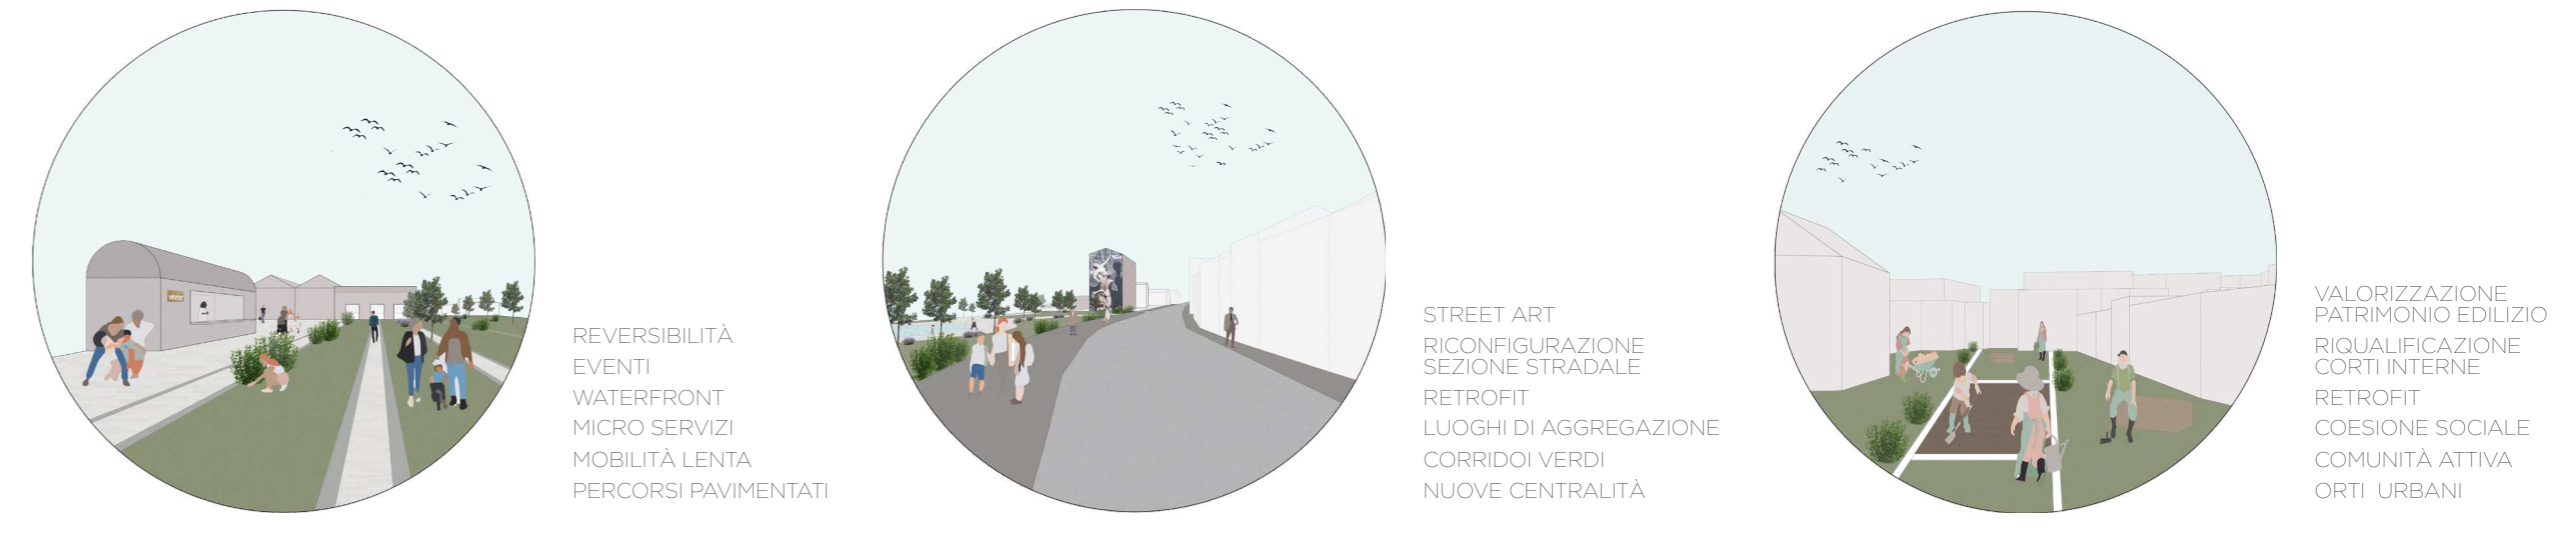 REVERSIBILITÀ
EVENTI
WATERFRONT
MICRO SERVIZI
MOBILITÀ LENTA
PERCORSI PAVIMENTATI
STREET ART
RICONFIGURAZIONE
SEZIONE STRADALE
RETROFIT
LUOGHI DI AGGREGAZIONE
CORRIDOI VERDI
NUOVE CENTRALITÀ
VALORIZZAZIONE
PATRIMONIO EDILIZIO
RIQUALIFICAZIONE
CORTI INTERNE
RETROFIT
COESIONE SOCIALE
COMUNITÀ ATTIVA
ORTI URBANI